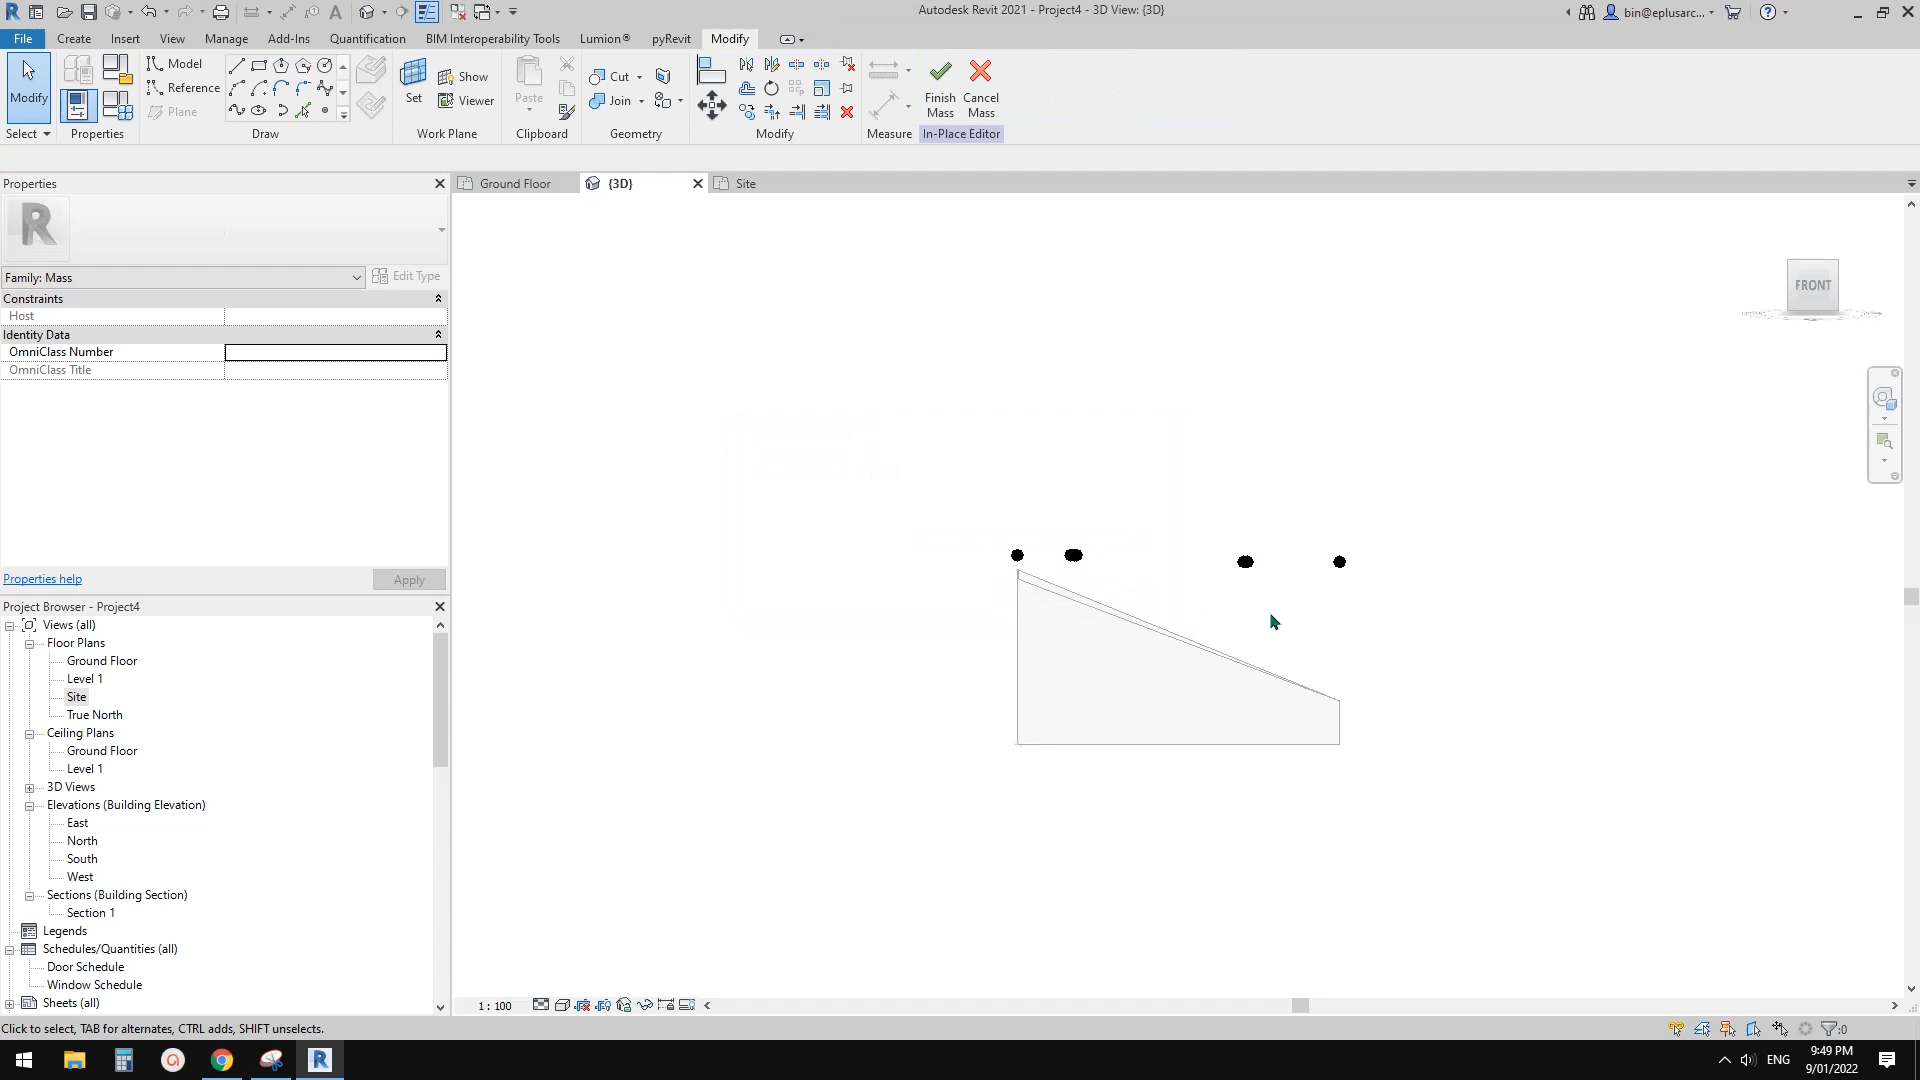 Autodesk Revit 2021 - Project4 - 3D View: {3D}
bin@eplusarc...
File Create Insert View Manage Add-Ins Quantification BIM Interoperability Tools Lumion® pyRevit Modify
Modify
Select
Properties
Model
Reference
Plane
Draw
Set
Show
Viewer
Work Plane
Paste
Clipboard
Cut
Join
Geometry
Modify
Measure
Finish Mass
Cancel Mass
In-Place Editor
Properties
Ground Floor
{3D}
Site
R
Family: Mass
Edit Type
Constraints
Host
Identity Data
OmniClass Number
OmniClass Title
Properties help
Apply
FRONT
Project Browser - Project4
Views (all)
Floor Plans
Ground Floor
Level 1
Site
True North
Ceiling Plans
Ground Floor
Level 1
3D Views
Elevations (Building Elevation)
East
North
South
West
Sections (Building Section)
Section 1
Legends
Schedules/Quantities (all)
Door Schedule
Window Schedule
Sheets (all)
1 : 100
Click to select, TAB for alternates, CTRL adds, SHIFT unselects.
:0
ENG
9:49 PM
9/01/2022